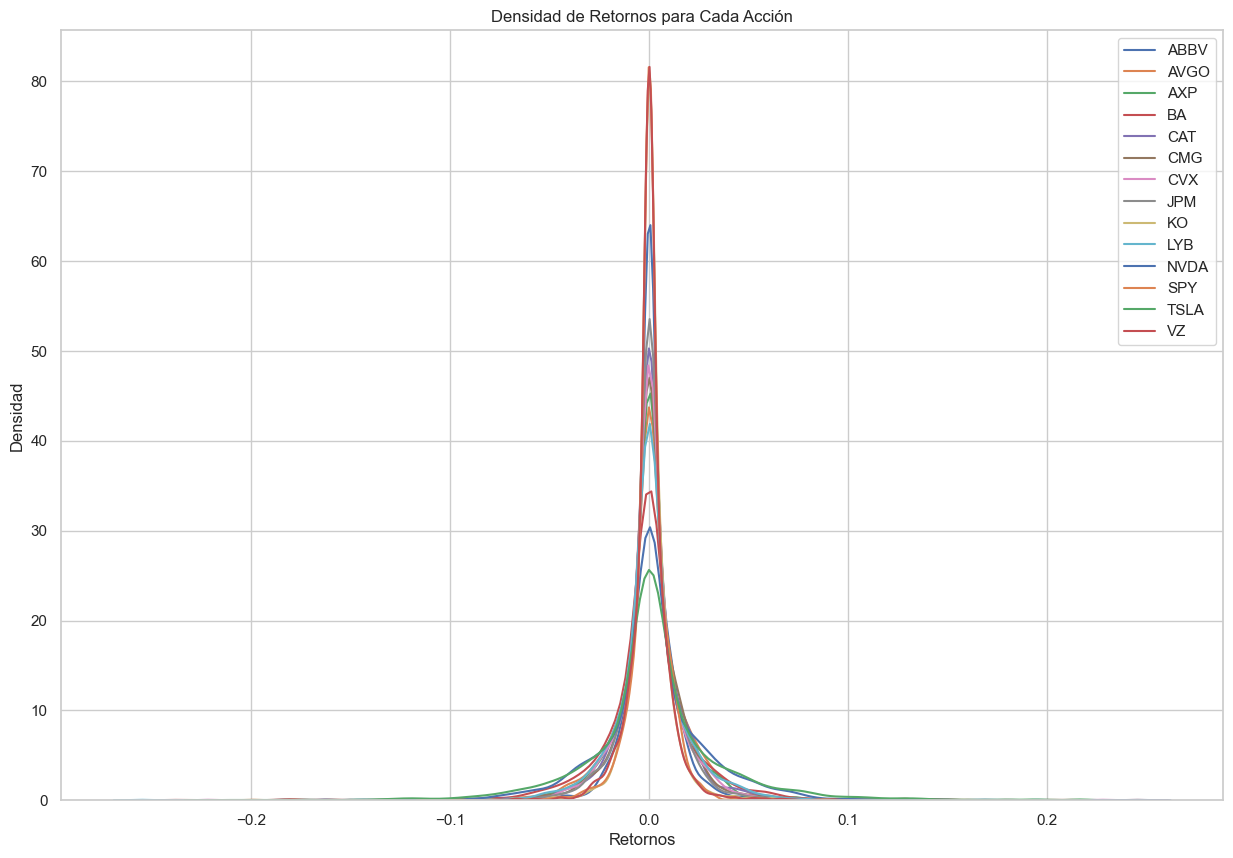 Densidad de Retornos para Cada Acción
ABBV
AVGO
AXP
BA
CAT
CMG
CVX
JPM
KO
LYB
NVDA
SPY
TSLA
VZ
80
70
60
50
40
30
20
10
0
Densidad
−0.2
−0.1
0.0
0.1
0.2
Retornos